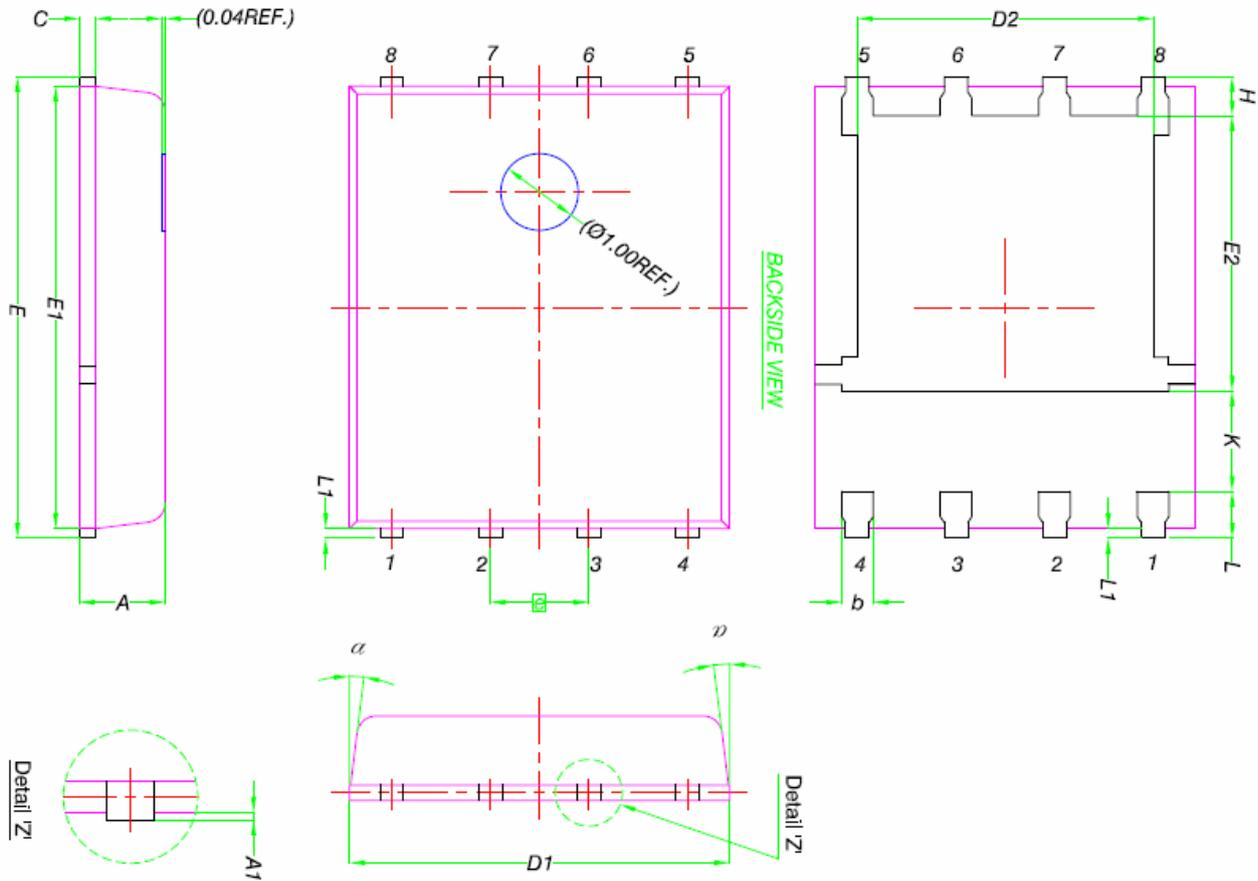 C
(0.04REF.)
E
E1
A
8 7 6 5
(Ø1.00REF.)
L1
1 2 3 4
e
BACKSIDE VIEW
D2
5 6 7 8
H
E2
K
L
L1
4 3 2 1
b
α
α
D1
Detail 'Z'
Detail 'Z'
A1